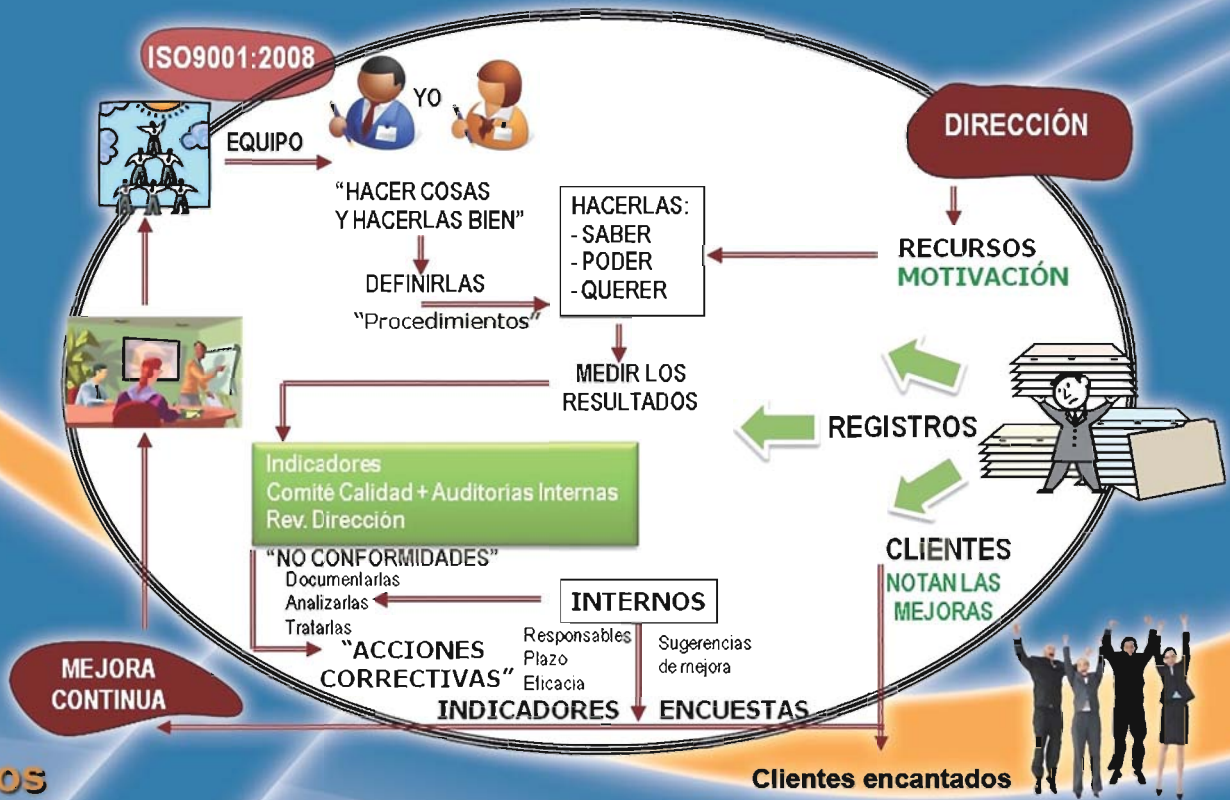 ISO9001:2008
YO
EQUIPO
DIRECCIÓN
"HACER COSAS
Y HACERLAS BIEN"
HACERLAS:
- SABER
- PODER
- QUERER
RECURSOS
MOTIVACIÓN
DEFINIRLAS
"Procedimientos"
MEDIR LOS
RESULTADOS
REGISTROS
Indicadores
Comité Calidad + Auditorias Internas
Rev. Dirección
"NO CONFORMIDADES"
Documentarlas
Analizarlas
Tratarlas
CLIENTES
NOTAN LAS
MEJORAS
INTERNOS
"ACCIONES
CORRECTIVAS"
Responsables
Plazo
Eficacia
Sugerencias
de mejora
MEJORA
CONTINUA
INDICADORES
ENCUESTAS
Clientes encantados
os